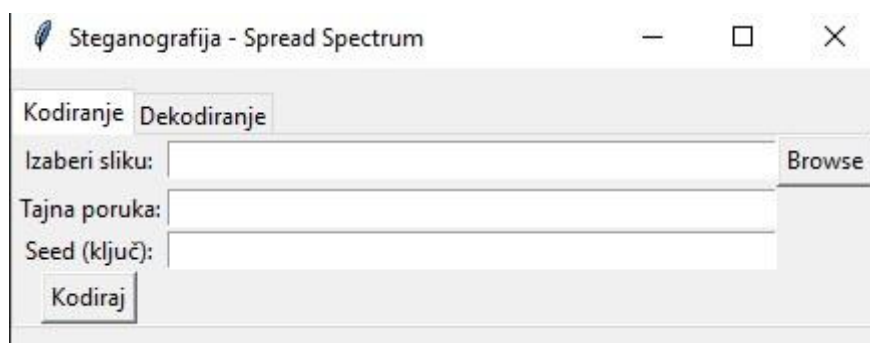 Steganografija - Spread Spectrum
Kodiranje Dekodiranje
Izaberi sliku: Browse
Tajna poruka:
Seed (ključ):
Kodiraj